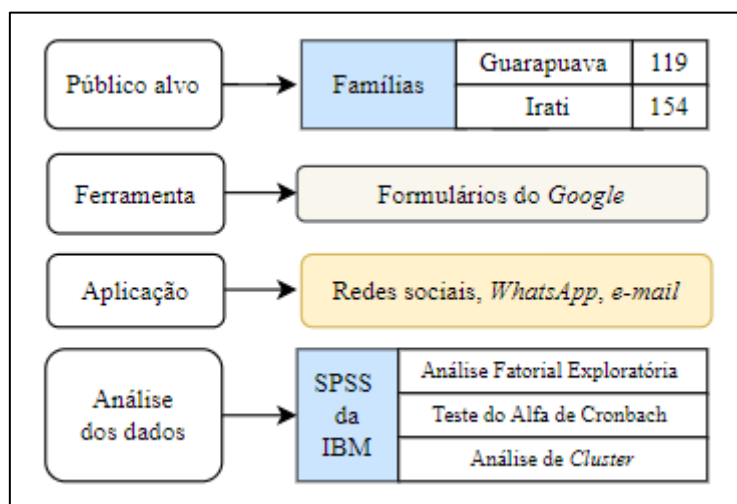 Público alvo
Famílias
Guarapuava 119
Irati 154
Ferramenta
Formulários do Google
Aplicação
Redes sociais, WhatsApp, e-mail
Análise
dos dados
SPSS
da
IBM
Análise Fatorial Exploratória
Teste do Alfa de Cronbach
Análise de Cluster